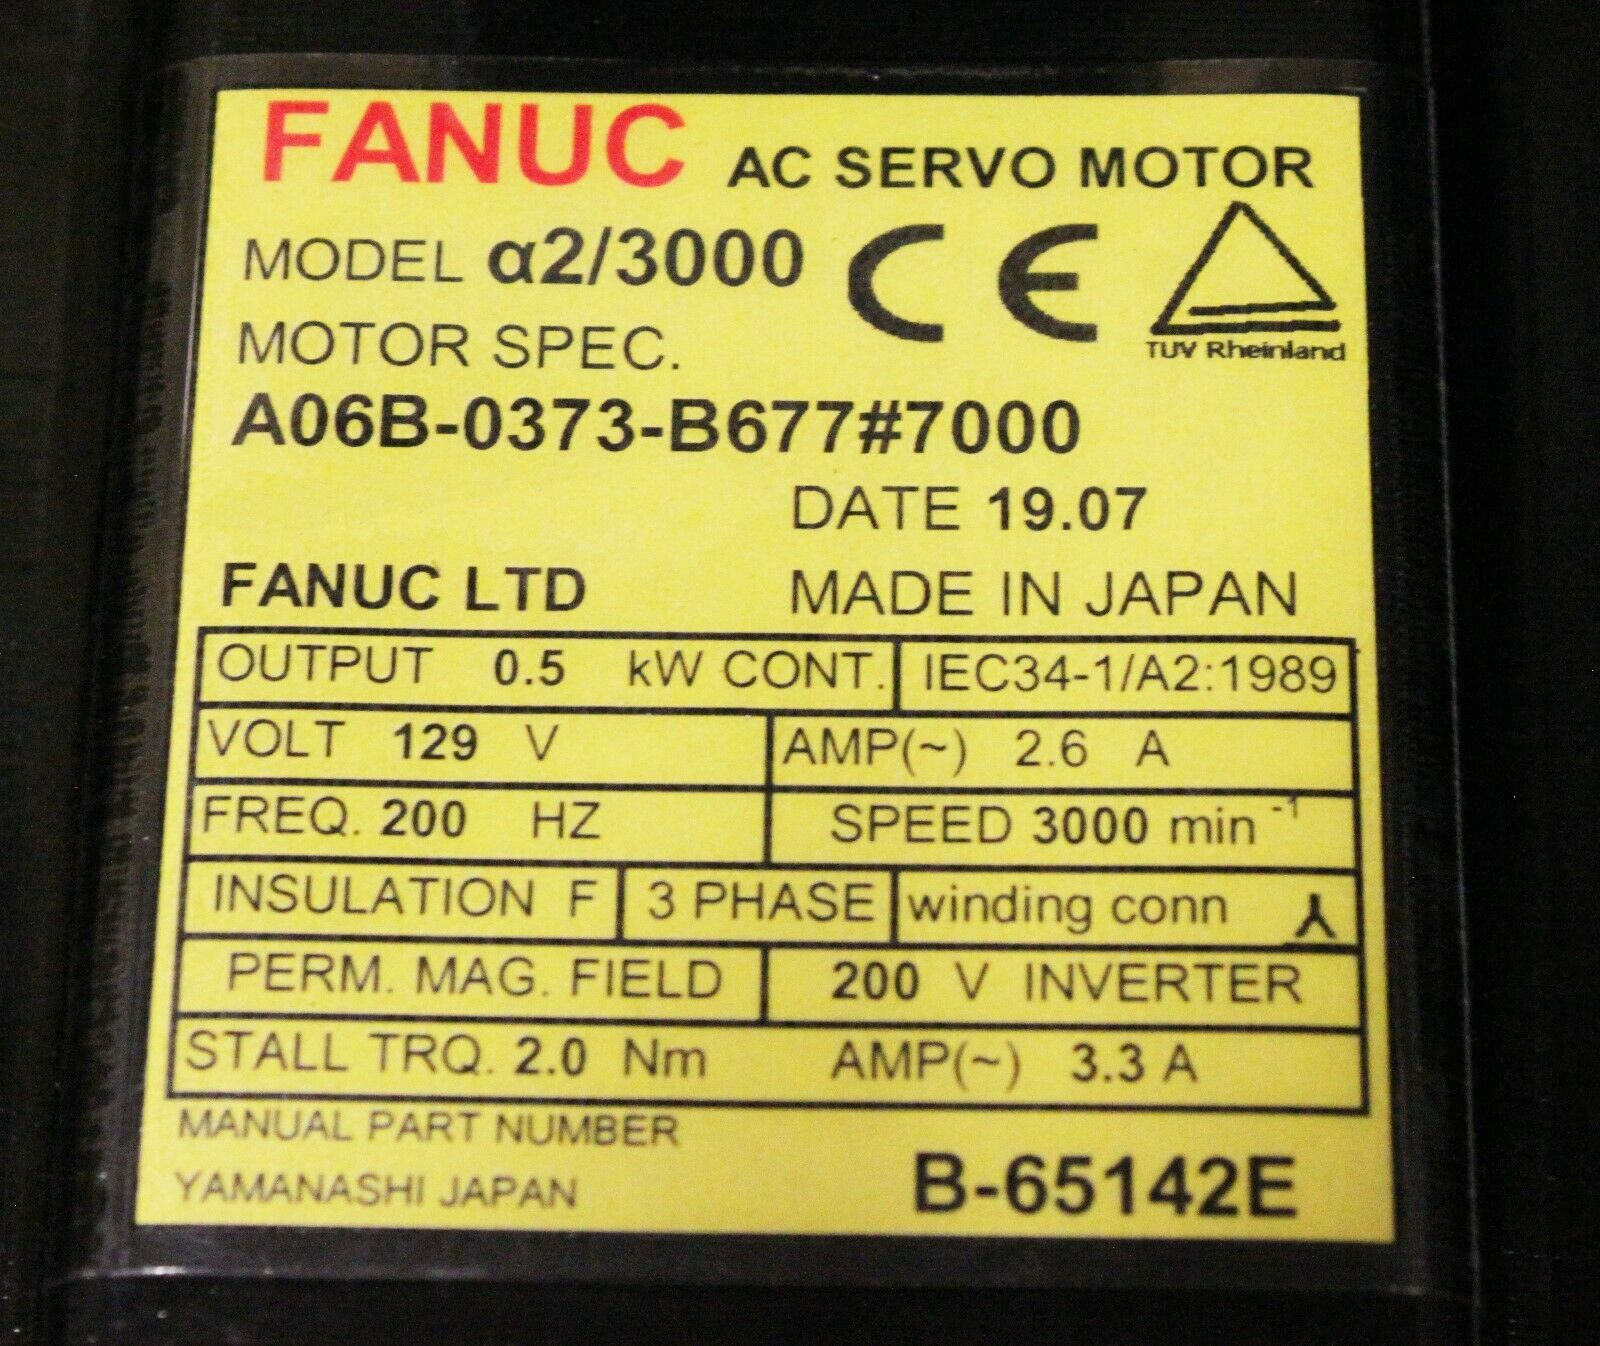 FANUC AC SERVO MOTOR
MODEL α2/3000 CE
TUV Rheinland
MOTOR SPEC.
A06B-0373-B677#7000
DATE 19.07
FANUC LTD MADE IN JAPAN
OUTPUT 0.5 kW CONT. IEC34-1/A2:1989
VOLT 129 V AMP(~) 2.6 A
FREQ. 200 HZ SPEED 3000 min⁻¹
INSULATION F 3 PHASE winding conn
PERM. MAG. FIELD 200 V INVERTER
STALL TRQ. 2.0 Nm AMP(~) 3.3 A
MANUAL PART NUMBER
YAMANASHI JAPAN B-65142E